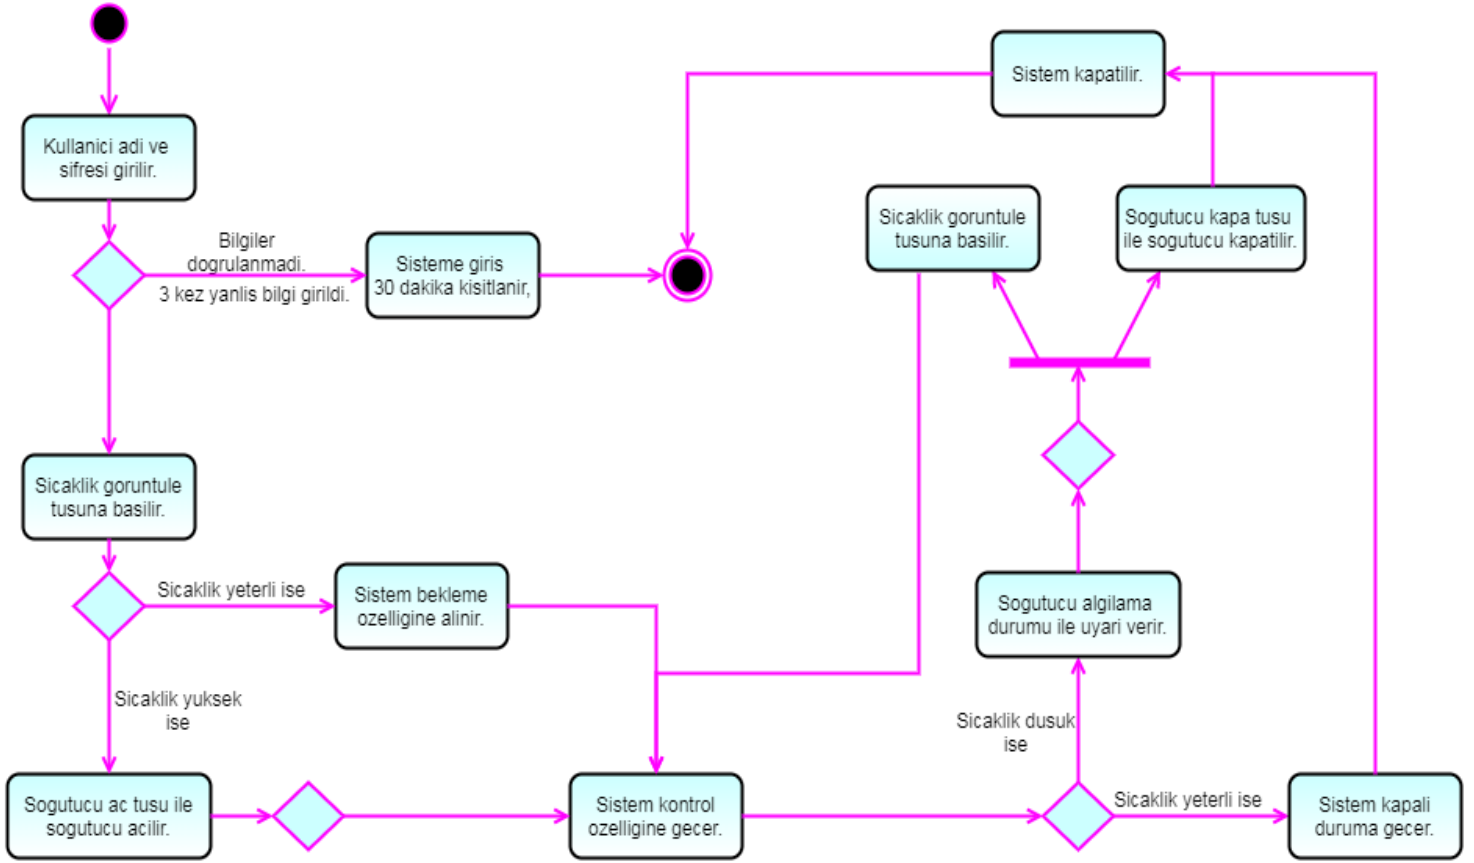 Kullanici adi ve
sifresi girilir.
Bilgiler
dogrulanmadi.
3 kez yanlis bilgi girildi.
Sisteme giris
30 dakika kisitlanir,
Sistem kapatilir.
Sicaklik goruntule
tusuna basilir.
Sogutucu kapa tusu
ile sogutucu kapatilir.
Sicaklik goruntule
tusuna basilir.
Sicaklik yeterli ise
Sistem bekleme
ozelligine alinir.
Sogutucu algilama
durumu ile uyari verir.
Sicaklik yuksek
ise
Sicaklik dusuk
ise
Sogutucu ac tusu ile
sogutucu acilir.
Sistem kontrol
ozelligine gecer.
Sicaklik yeterli ise
Sistem kapali
duruma gecer.